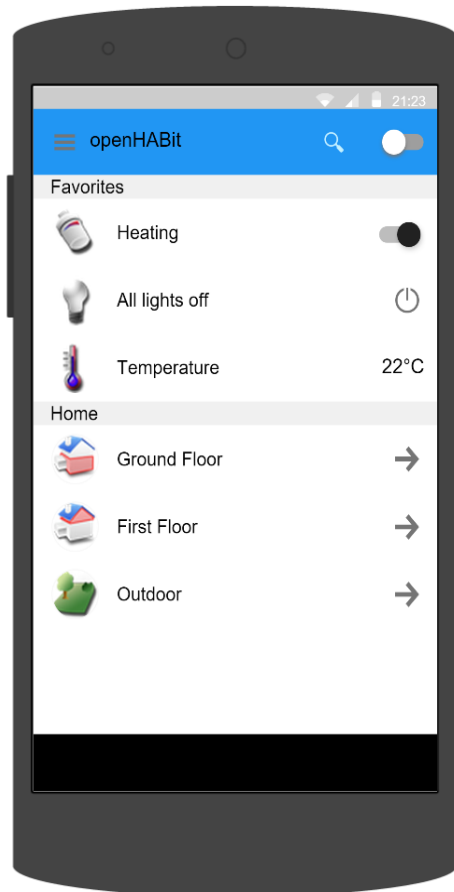 21:23
openHABit
Favorites
Heating
All lights off
Temperature 22°C
Home
Ground Floor
First Floor
Outdoor